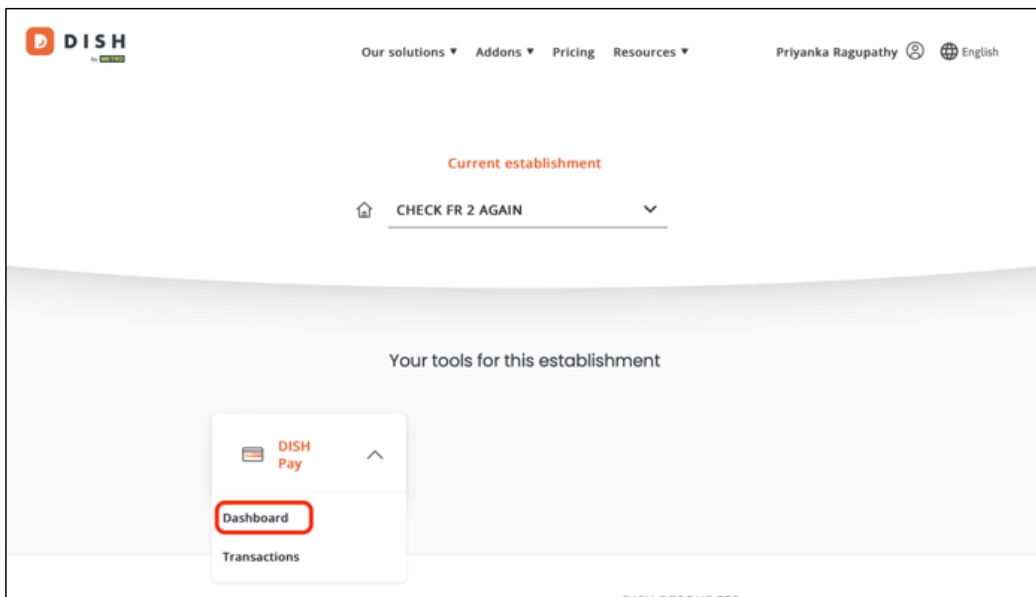 DISH
by METRO
Our solutions ▼ Addons ▼ Pricing Resources ▼ Priyanka Ragupathy English
Current establishment
CHECK FR 2 AGAIN
Your tools for this establishment
DISH
Pay
Dashboard
Transactions